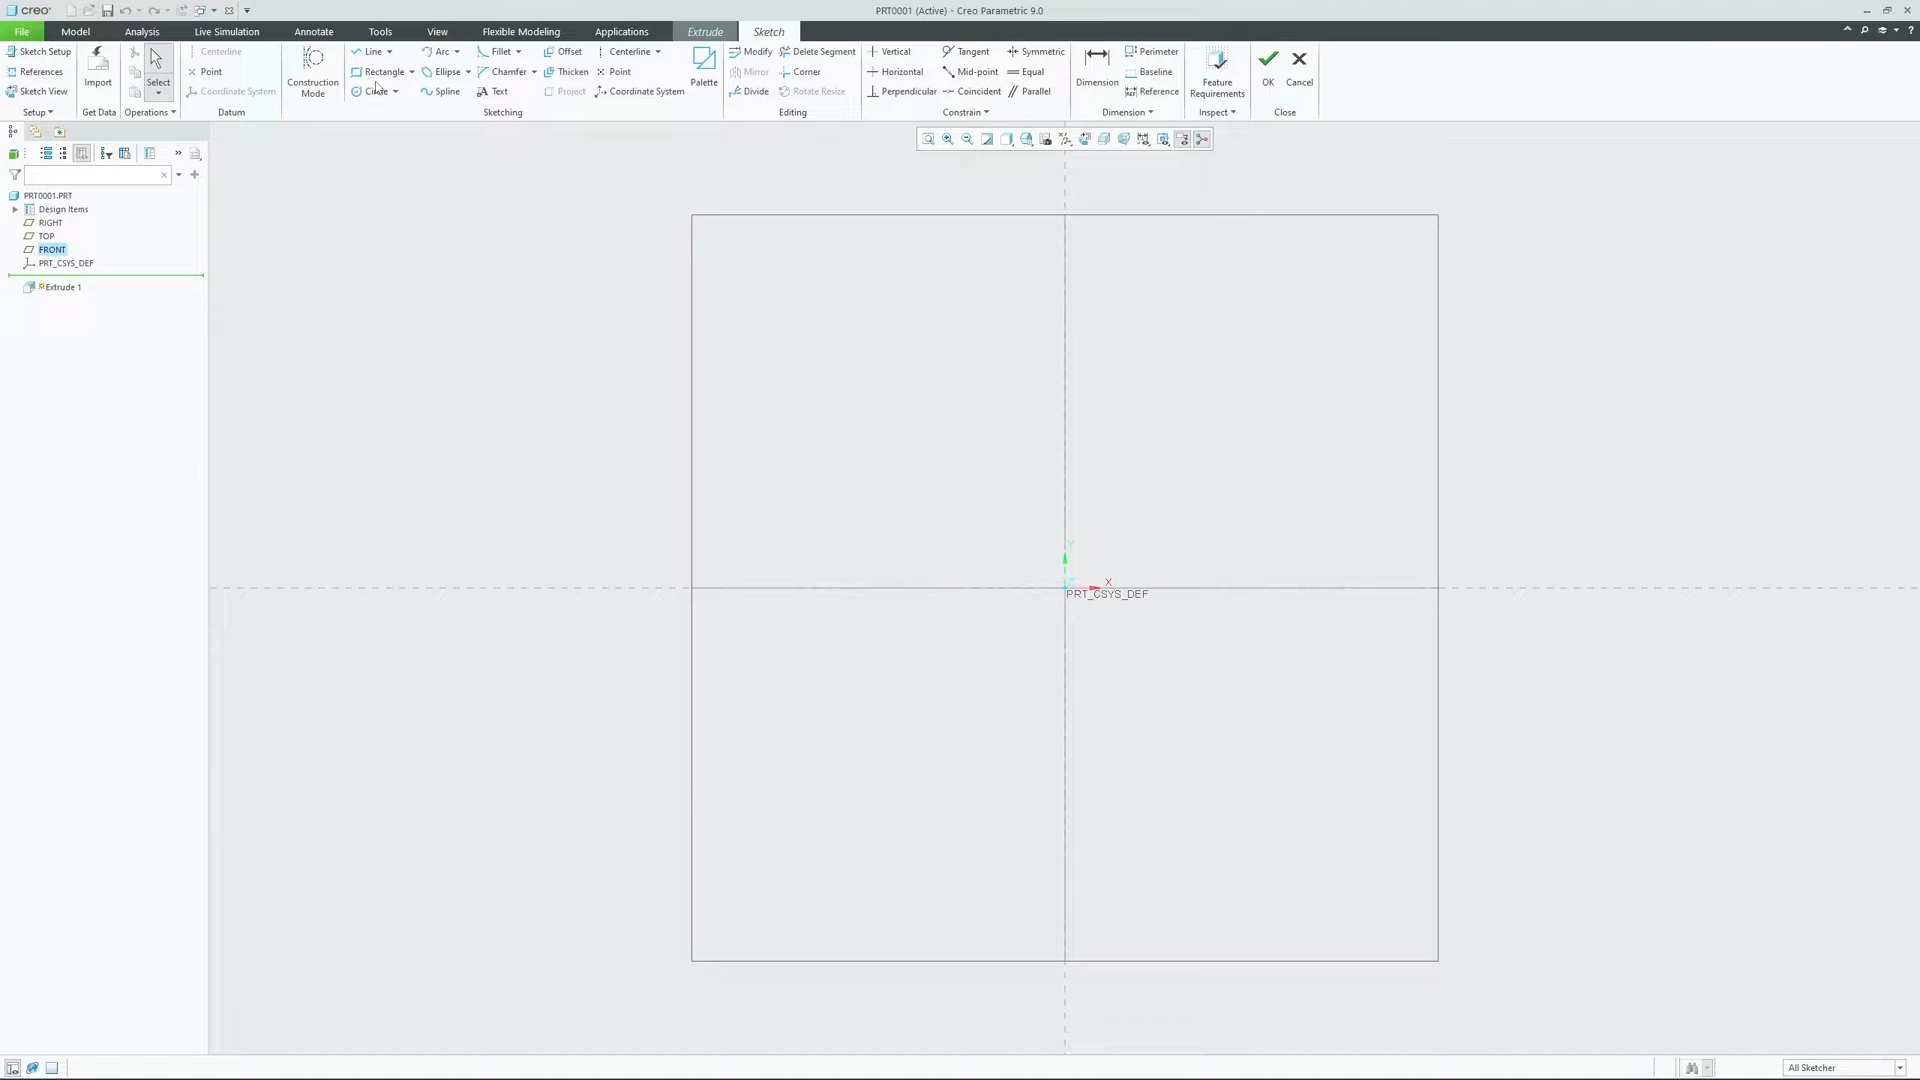 creo
PRT0001 (Active) - Creo Parametric 9.0
File Model Analysis Live Simulation Annotate Tools View Flexible Modeling Applications Extrude Sketch
Sketch Setup
References
Sketch View
Setup
Import
Get Data
Select
Operations
Centerline
Point
Coordinate System
Datum
Construction
Mode
Line Arc Fillet Offset Centerline
Rectangle Ellipse Chamfer Thicken Point
Circle Spline Text Project Coordinate System
Sketching
Palette
Modify Delete Segment
Mirror Corner
Divide Rotate Resize
Editing
Vertical Tangent Symmetric
Horizontal Mid-point Equal
Perpendicular Coincident Parallel
Constrain
Dimension
Perimeter
Baseline
Reference
Dimension
Feature
Requirements
Inspect
OK Cancel
Close
PRT0001.PRT
Design Items
RIGHT
TOP
FRONT
PRT_CSYS_DEF
Extrude 1
Y
Z
X
PRT_CSYS_DEF
All Sketcher